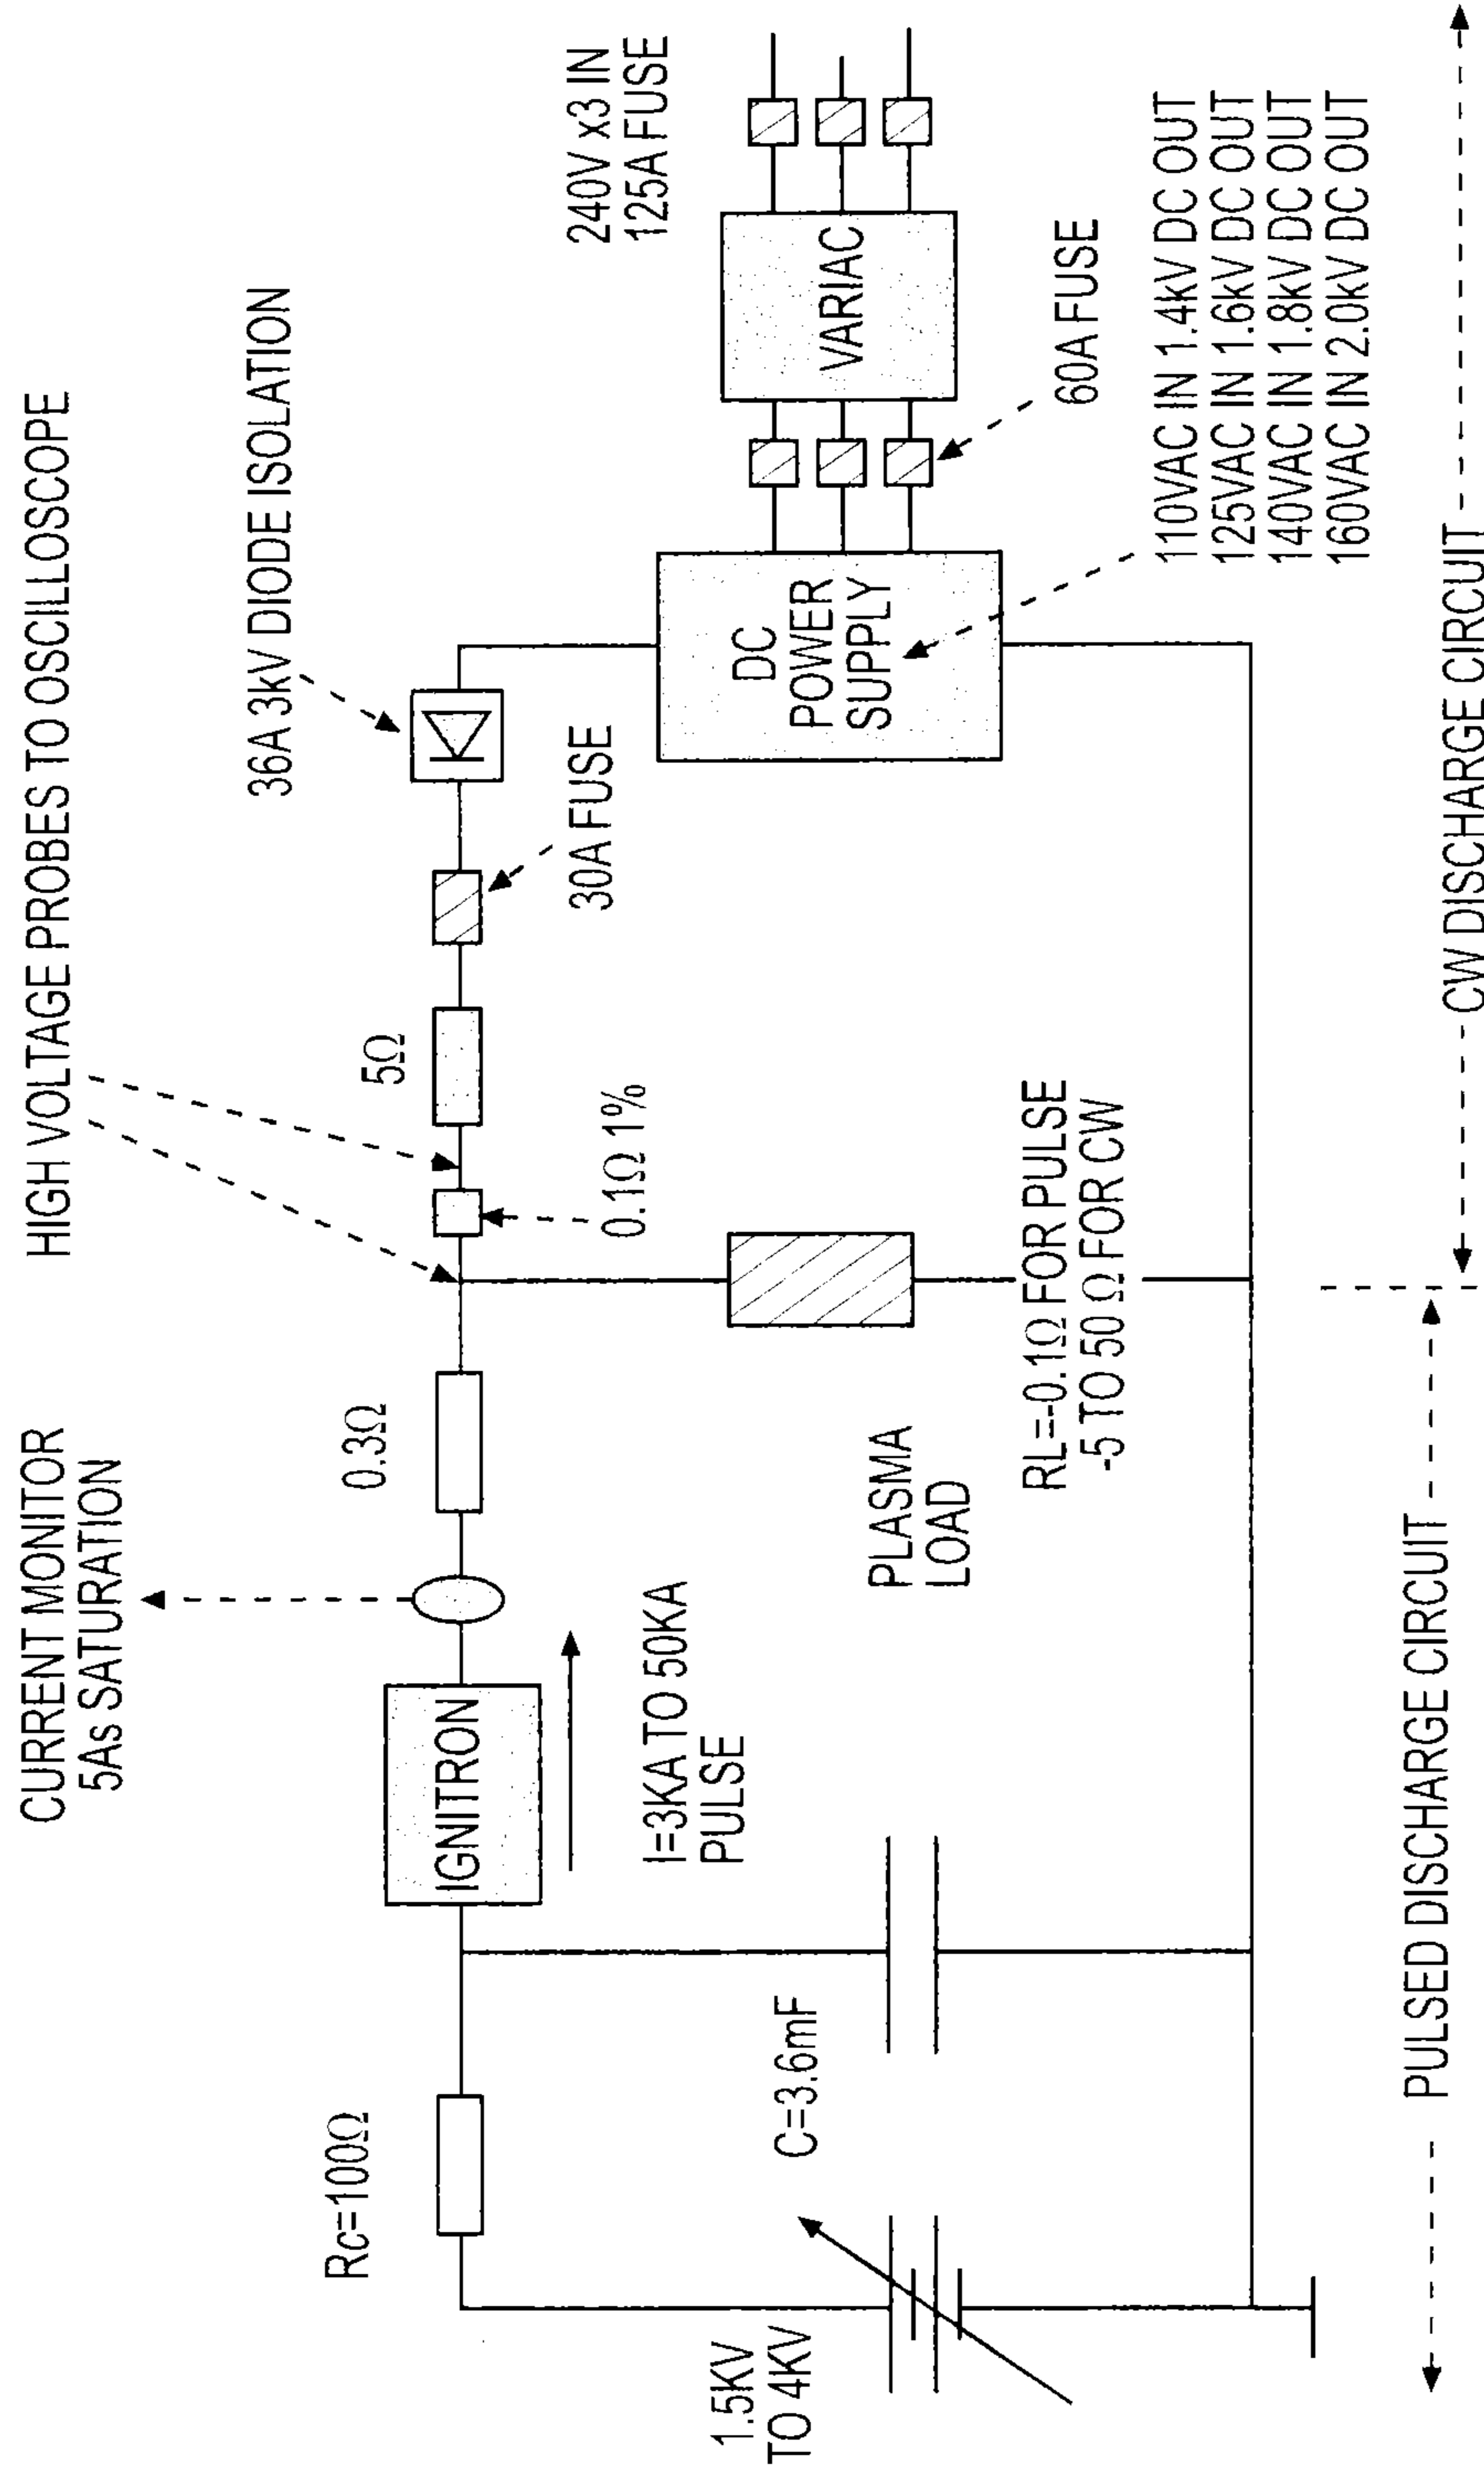 HIGH VOLTAGE PROBES TO OSCILLOSCOPE
CURRENT MONITOR
5As SATURATION
36A 3kV DIODE ISOLATION
Rc=100Ω
0.3Ω
5Ω
IGNITRON
30A FUSE
0.1Ω 1%
I=3KA TO 50KA
PULSE
240V x3 IN
125A FUSE
DC
POWER
SUPPLY
VARIAC
1.5KV
TO 4KV
C=3.6mF
PLASMA
LOAD
60A FUSE
RL=-0.1Ω FOR PULSE
-5 TO 50 Ω FOR CW
110VAC IN 1.4kV DC OUT
125VAC IN 1.6kV DC OUT
140VAC IN 1.8kV DC OUT
160VAC IN 2.0kV DC OUT
PULSED DISCHARGE CIRCUIT
CW DISCHARGE CIRCUIT